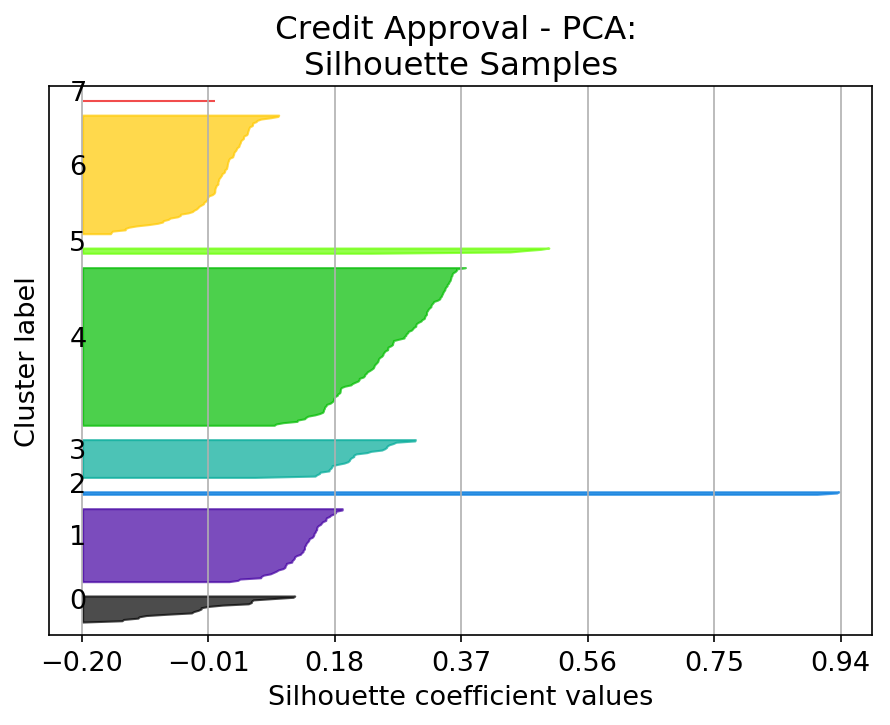 Credit Approval - PCA:
Silhouette Samples
7
6
5
4
3
2
1
0
Cluster label
−0.20 −0.01 0.18 0.37 0.56 0.75 0.94
Silhouette coefficient values